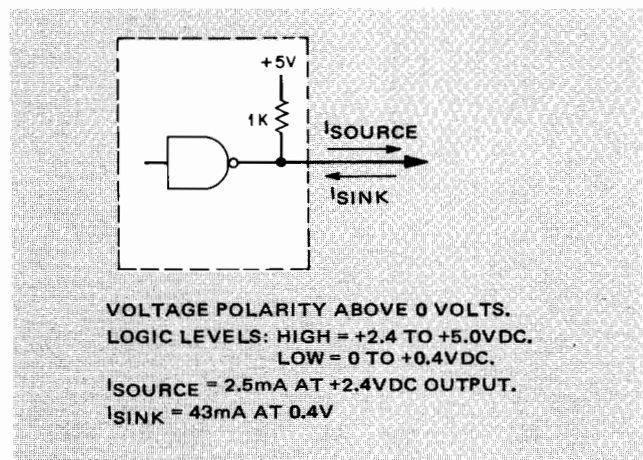 +5V
1K
ISOURCE
ISINK
VOLTAGE POLARITY ABOVE 0 VOLTS.
LOGIC LEVELS: HIGH = +2.4 TO +5.0VDC.
LOW = 0 TO +0.4VDC.
ISOURCE = 2.5mA AT +2.4VDC OUTPUT.
ISINK = 43mA AT 0.4V